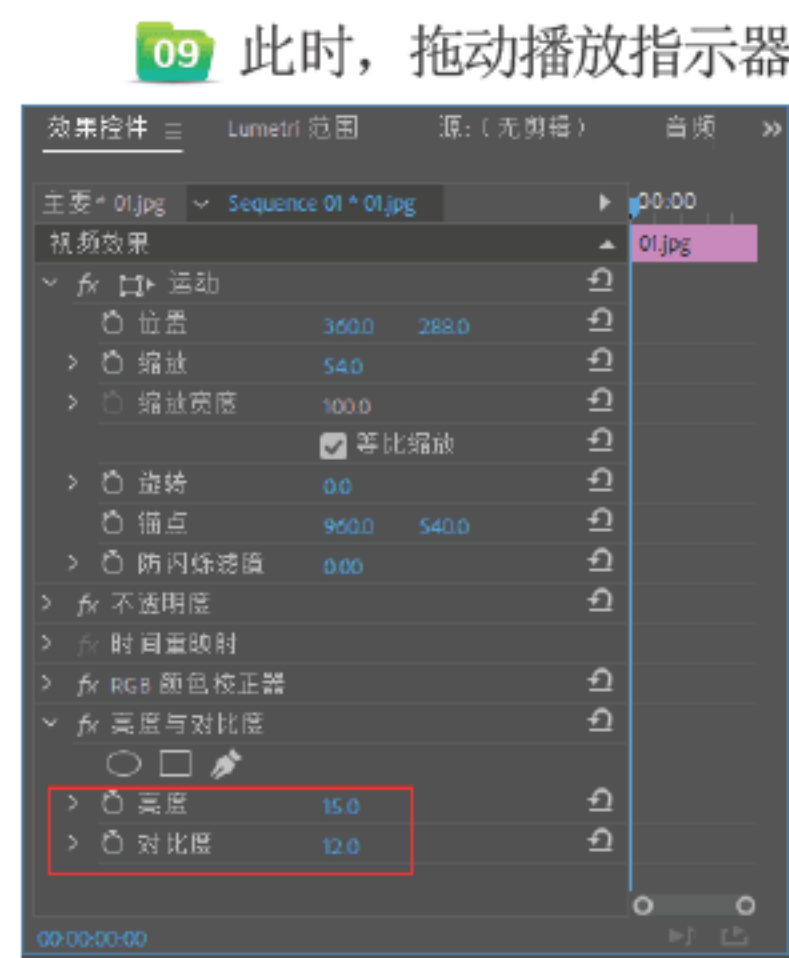 09 此时，拖动播放指示器
效果控件 Lumetri 范围 源:（无剪辑） 音频 »
主要 * 01.jpg Sequence 01 * 01.jpg 00:00
视频效果 01.jpg
fx 运动
位置 360.0 288.0
缩放 54.0
缩放宽度 100.0
等比缩放
旋转 0.0
锚点 960.0 540.0
防闪烁滤镜 0.00
fx 不透明度
fx 时间重映射
fx RGB 颜色校正器
fx 亮度与对比度
亮度 15.0
对比度 12.0
00:00:00:00